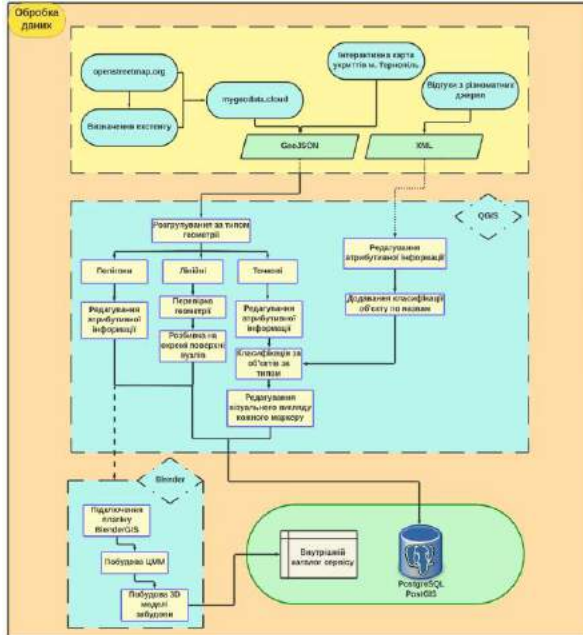 Обробка
даних
openstreetmap.org
Визначення екстенту
mygeodata.cloud
Інтерактивна карта
укриттів м. Тернопіль
Відгуки з різноманітних
джерел
GeoJSON
XML
QGIS
Розгрупування за типом
геометрії
Полігони
Лінійні
Точкові
Редагування
атрибутивної
інформації
Перевірка
геометрії
Розбивка на
окремі поверхні
вузлів
Редагування
атрибутивної
інформації
Класифікація за
об'єктів за
типом
Редагування
візуального вигляду
кожного маркеру
Редагування
атрибутивної інформації
Додавання класифікації
об'єкту по назвам
Blender
Підключення
плагіну
BlenderGIS
Побудова ЦММ
Побудова 3D
моделі
забудови
Внутрішній
каталог сервісу
PostgreSQL
PostGIS